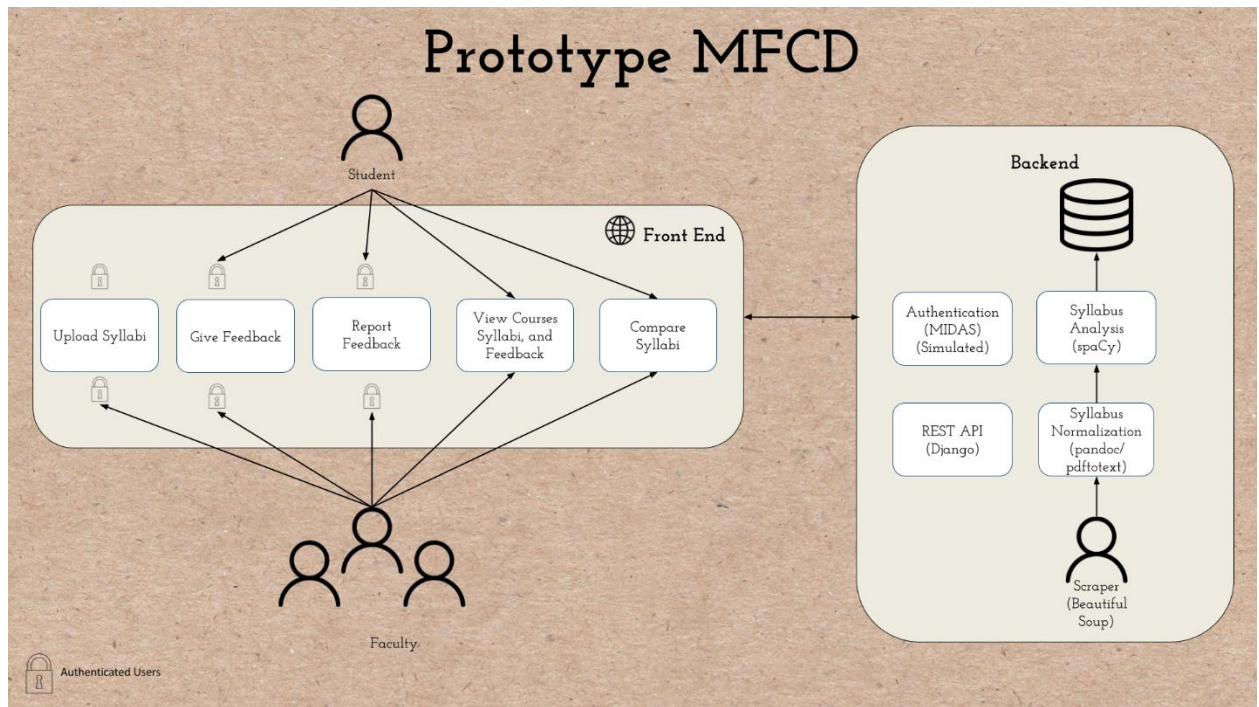 Prototype MFCD
Student
Front End
Upload Syllabi
Give Feedback
Report
Feedback
View Courses
Syllabi, and
Feedback
Compare
Syllabi
Faculty
Authenticated Users
Backend
Authentication
(MIDAS)
(Simulated)
Syllabus
Analysis
(spaCy)
REST API
(Django)
Syllabus
Normalization
(pandoc/
pdftotext)
Scraper
(Beautiful
Soup)